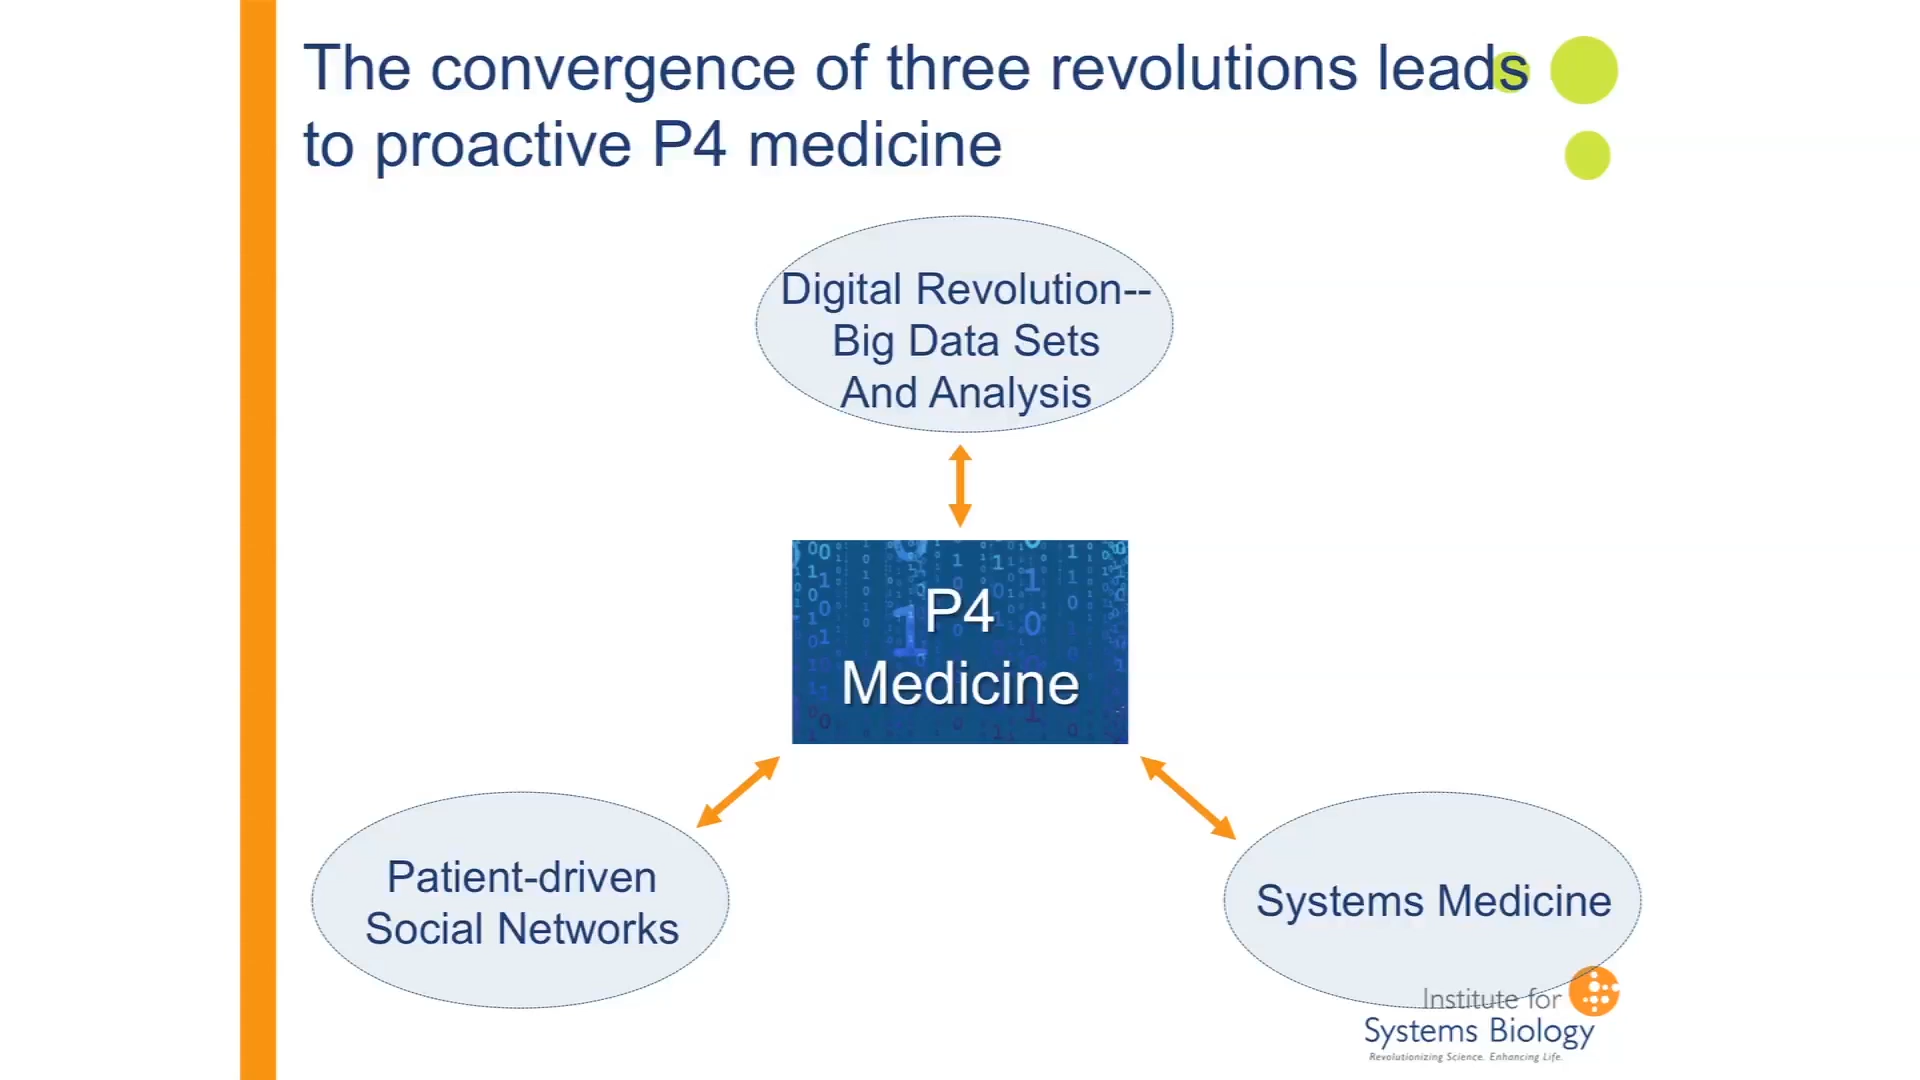 The convergence of three revolutions leads
to proactive P4 medicine
Digital Revolution--
Big Data Sets
And Analysis
P4
Medicine
Patient-driven
Social Networks
Systems Medicine
Institute for
Systems Biology
Revolutionizing Science. Enhancing Life.